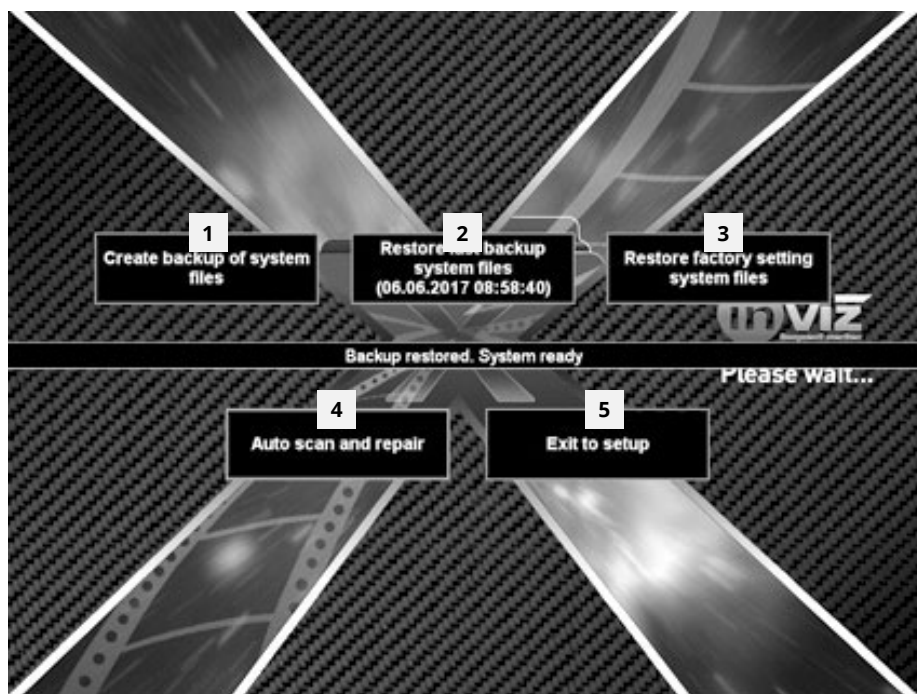 1
Create backup of system
files
2
Restore last backup
system files
(06.06.2017 08:58:40)
3
Restore factory setting
system files
inVIZ
Backup restored. System ready
Please wait...
4
Auto scan and repair
5
Exit to setup